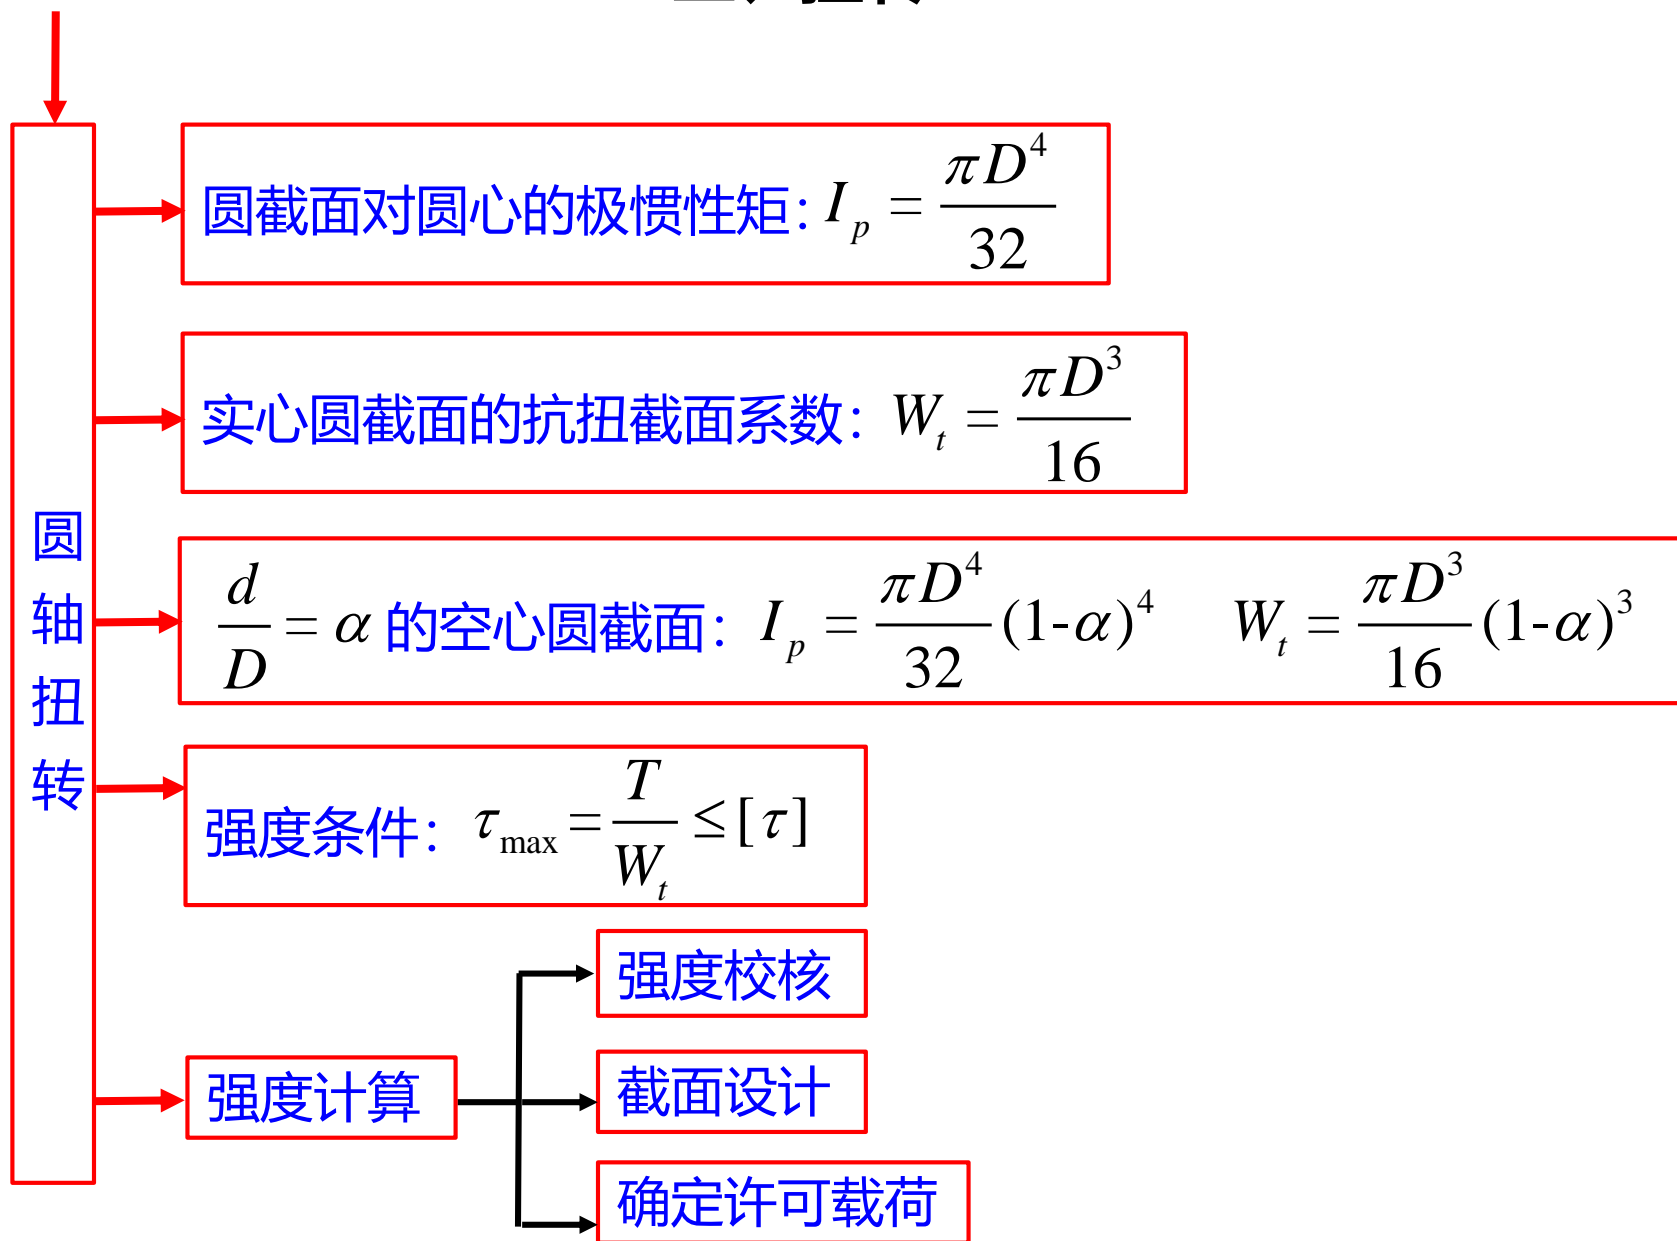 圆轴扭转
圆截面对圆心的极惯性矩：I_p = πD^4/32
实心圆截面的抗扭截面系数：W_t = πD^3/16
d/D = α 的空心圆截面：I_p = πD^4/32 (1-α)^4 W_t = πD^3/16 (1-α)^3
强度条件：τ_max = T/W_t ≤ [τ]
强度计算
强度校核
截面设计
确定许可载荷